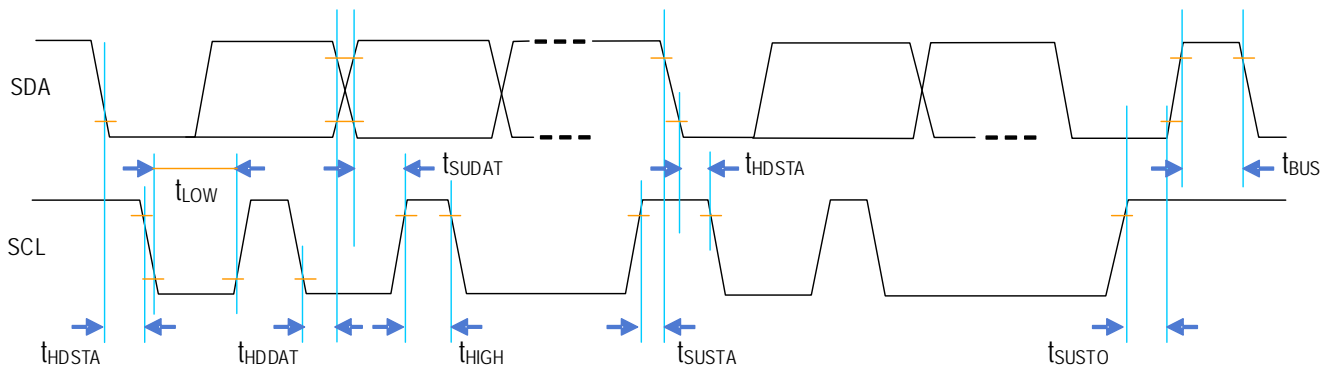 SDA
tSUDAT
tHDSTA
tBUS
tLOW
SCL
tHDSTA
tHDDAT
tHIGH
tSUSTA
tSUSTO